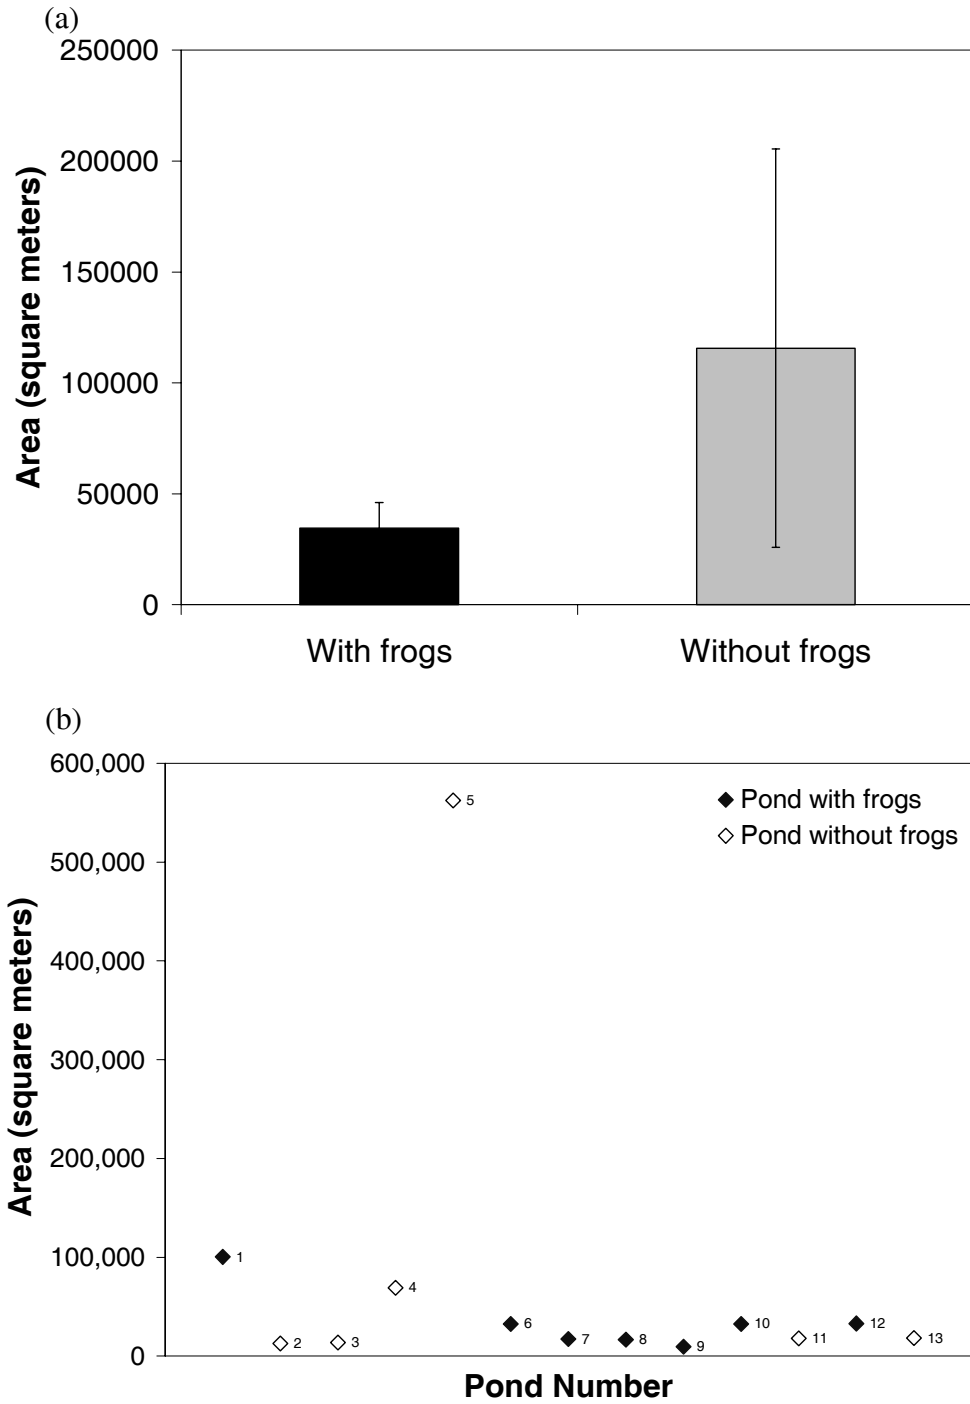 (a)
250000
200000
150000
100000
50000
0
Area (square meters)
With frogs
Without frogs
(b)
600,000
500,000
400,000
300,000
200,000
100,000
0
Area (square meters)
Pond with frogs
Pond without frogs
5
1
4
2
3
6
7
8
9
10
11
12
13
Pond Number